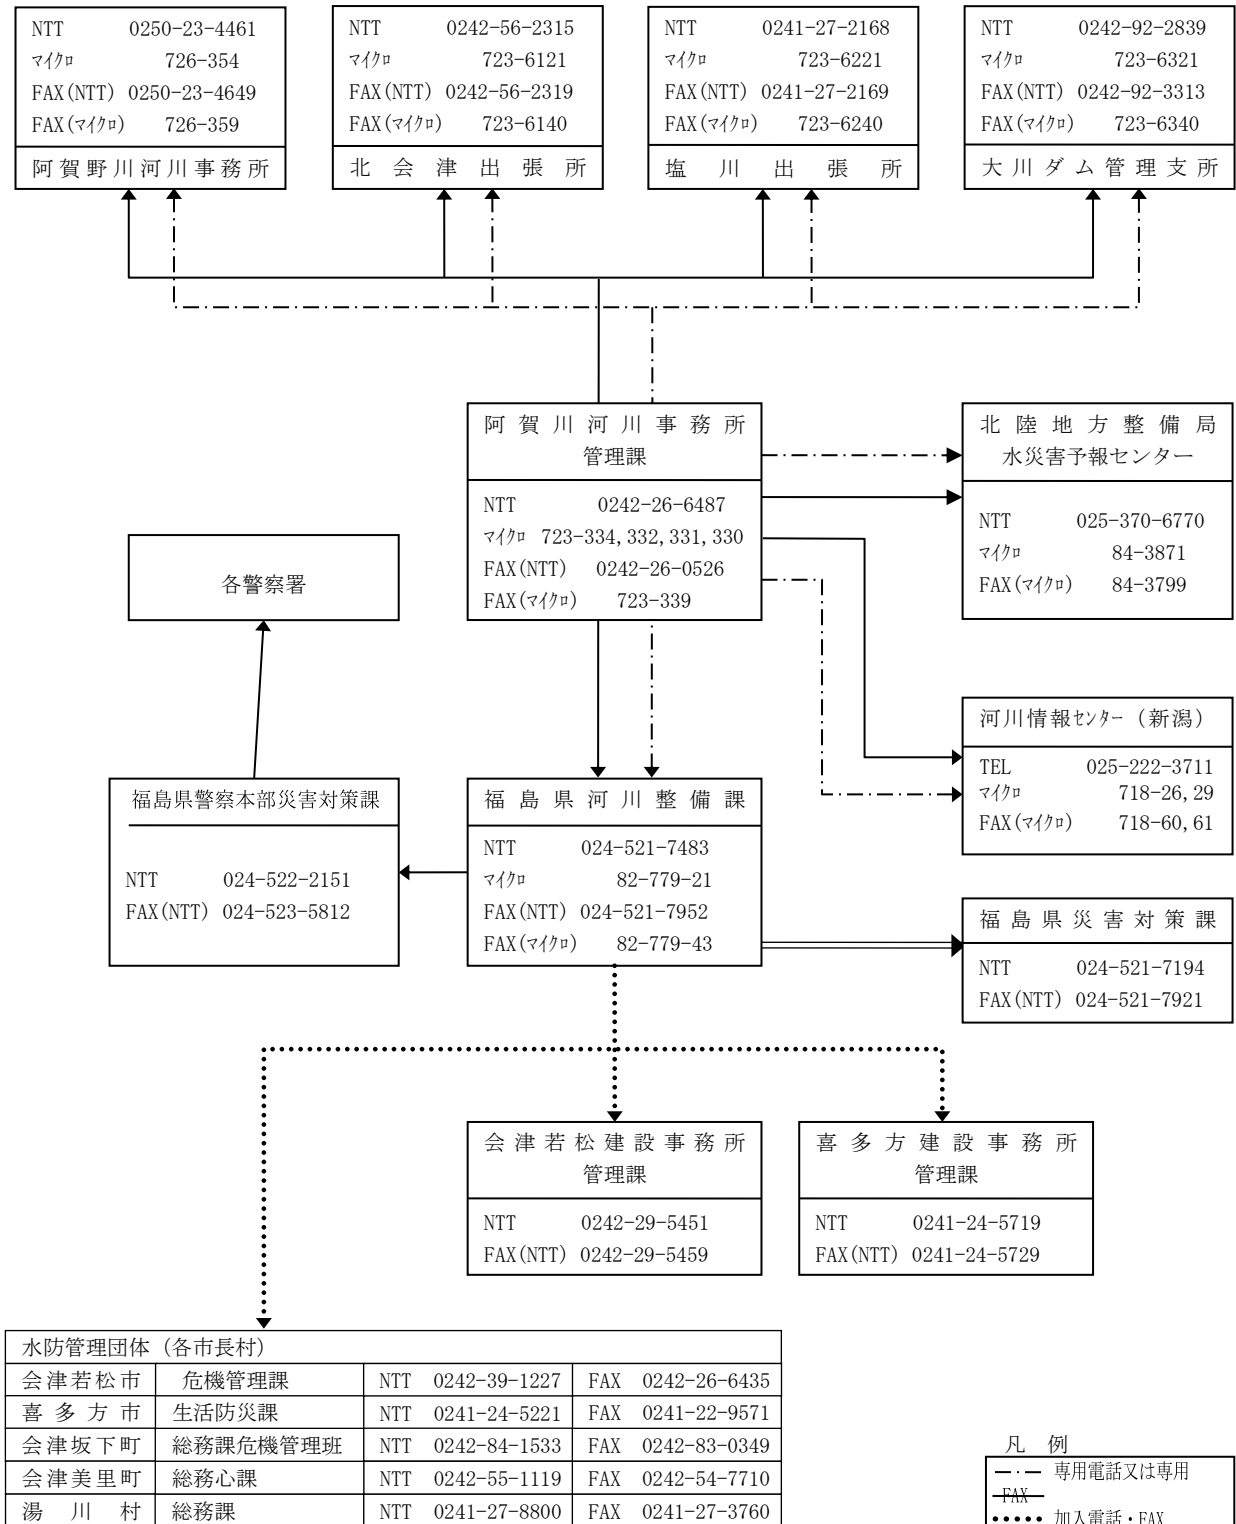 NTT 0250-23-4461
ﾏｲｸﾛ 726-354
FAX(NTT) 0250-23-4649
FAX(ﾏｲｸﾛ) 726-359
阿賀野川河川事務所
NTT 0242-56-2315
ﾏｲｸﾛ 723-6121
FAX(NTT) 0242-56-2319
FAX(ﾏｲｸﾛ) 723-6140
北会津出張所
NTT 0241-27-2168
ﾏｲｸﾛ 723-6221
FAX(NTT) 0241-27-2169
FAX(ﾏｲｸﾛ) 723-6240
塩川出張所
NTT 0242-92-2839
ﾏｲｸﾛ 723-6321
FAX(NTT) 0242-92-3313
FAX(ﾏｲｸﾛ) 723-6340
大川ダム管理支所
阿賀川河川事務所
管理課
NTT 0242-26-6487
ﾏｲｸﾛ 723-334,332,331,330
FAX(NTT) 0242-26-0526
FAX(ﾏｲｸﾛ) 723-339
北陸地方整備局
水災害予報センター
NTT 025-370-6770
ﾏｲｸﾛ 84-3871
FAX(ﾏｲｸﾛ) 84-3799
各警察署
河川情報ｾﾝﾀｰ（新潟）
TEL 025-222-3711
ﾏｲｸﾛ 718-26,29
FAX(ﾏｲｸﾛ) 718-60,61
福島県警察本部災害対策課
NTT 024-522-2151
FAX(NTT) 024-523-5812
福島県河川整備課
NTT 024-521-7483
ﾏｲｸﾛ 82-779-21
FAX(NTT) 024-521-7952
FAX(ﾏｲｸﾛ) 82-779-43
福島県災害対策課
NTT 024-521-7194
FAX(NTT) 024-521-7921
会津若松建設事務所
管理課
NTT 0242-29-5451
FAX(NTT) 0242-29-5459
喜多方建設事務所
管理課
NTT 0241-24-5719
FAX(NTT) 0241-24-5729
水防管理団体（各市長村）
会津若松市 危機管理課 NTT 0242-39-1227 FAX 0242-26-6435
喜多方市 生活防災課 NTT 0241-24-5221 FAX 0241-22-9571
会津坂下町 総務課危機管理班 NTT 0242-84-1533 FAX 0242-83-0349
会津美里町 総務心課 NTT 0242-55-1119 FAX 0242-54-7710
湯川村 総務課 NTT 0241-27-8800 FAX 0241-27-3760
凡例
専用電話又は専用
FAX
加入電話・FAX